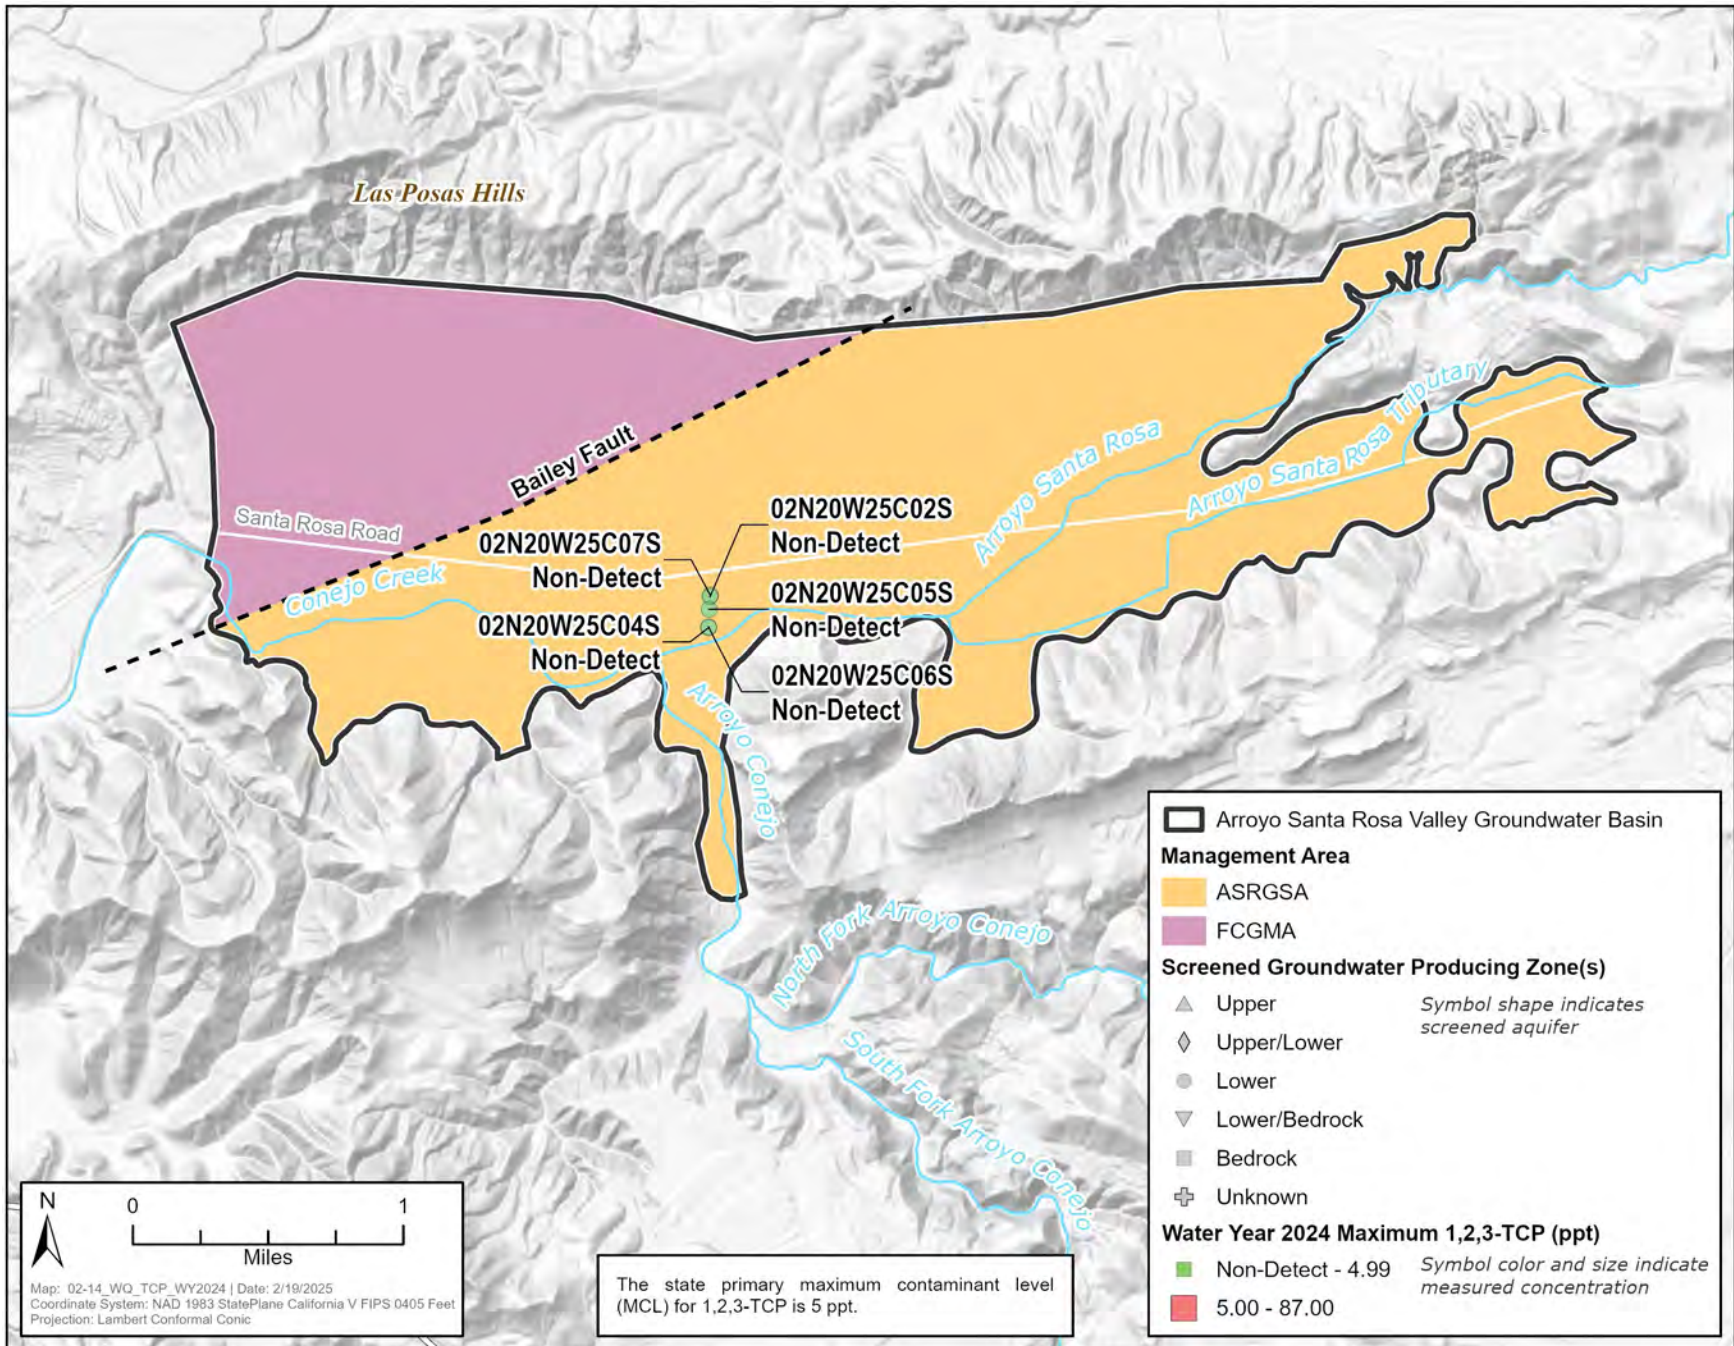 Las Posas Hills
Bailey Fault
Santa Rosa Road
Conejo Creek
Arroyo Santa Rosa
Arroyo Santa Rosa Tributary
02N20W25C02S
Non-Detect
02N20W25C07S
Non-Detect
02N20W25C05S
Non-Detect
02N20W25C04S
Non-Detect
02N20W25C06S
Non-Detect
Arroyo Conejo
North Fork Arroyo Conejo
South Fork Arroyo Conejo
N
0 1
Miles
Map: 02-14_WQ_TCP_WY2024 | Date: 2/19/2025
Coordinate System: NAD 1983 StatePlane California V FIPS 0405 Feet
Projection: Lambert Conformal Conic
The state primary maximum contaminant level
(MCL) for 1,2,3-TCP is 5 ppt.
Arroyo Santa Rosa Valley Groundwater Basin
Management Area
ASRGSA
FCGMA
Screened Groundwater Producing Zone(s)
Upper
Symbol shape indicates
screened aquifer
Upper/Lower
Lower
Lower/Bedrock
Bedrock
Unknown
Water Year 2024 Maximum 1,2,3-TCP (ppt)
Non-Detect - 4.99
Symbol color and size indicate
measured concentration
5.00 - 87.00